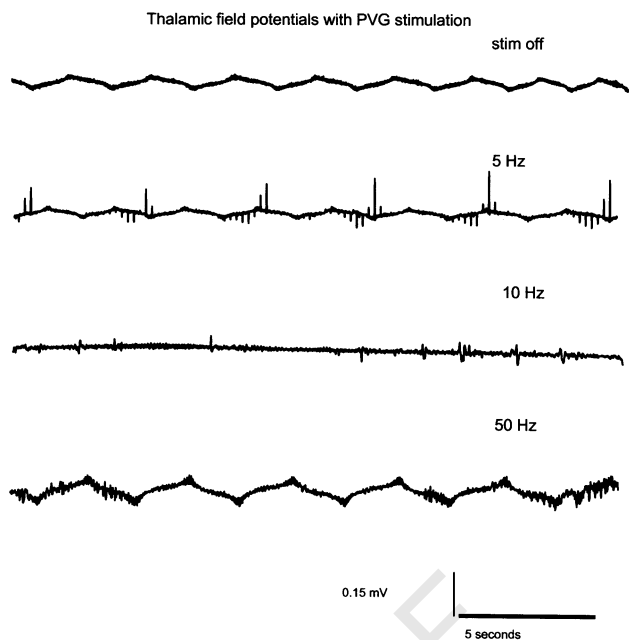 Thalamic field potentials with PVG stimulation
stim off
5 Hz
10 Hz
50 Hz
0.15 mV
5 seconds